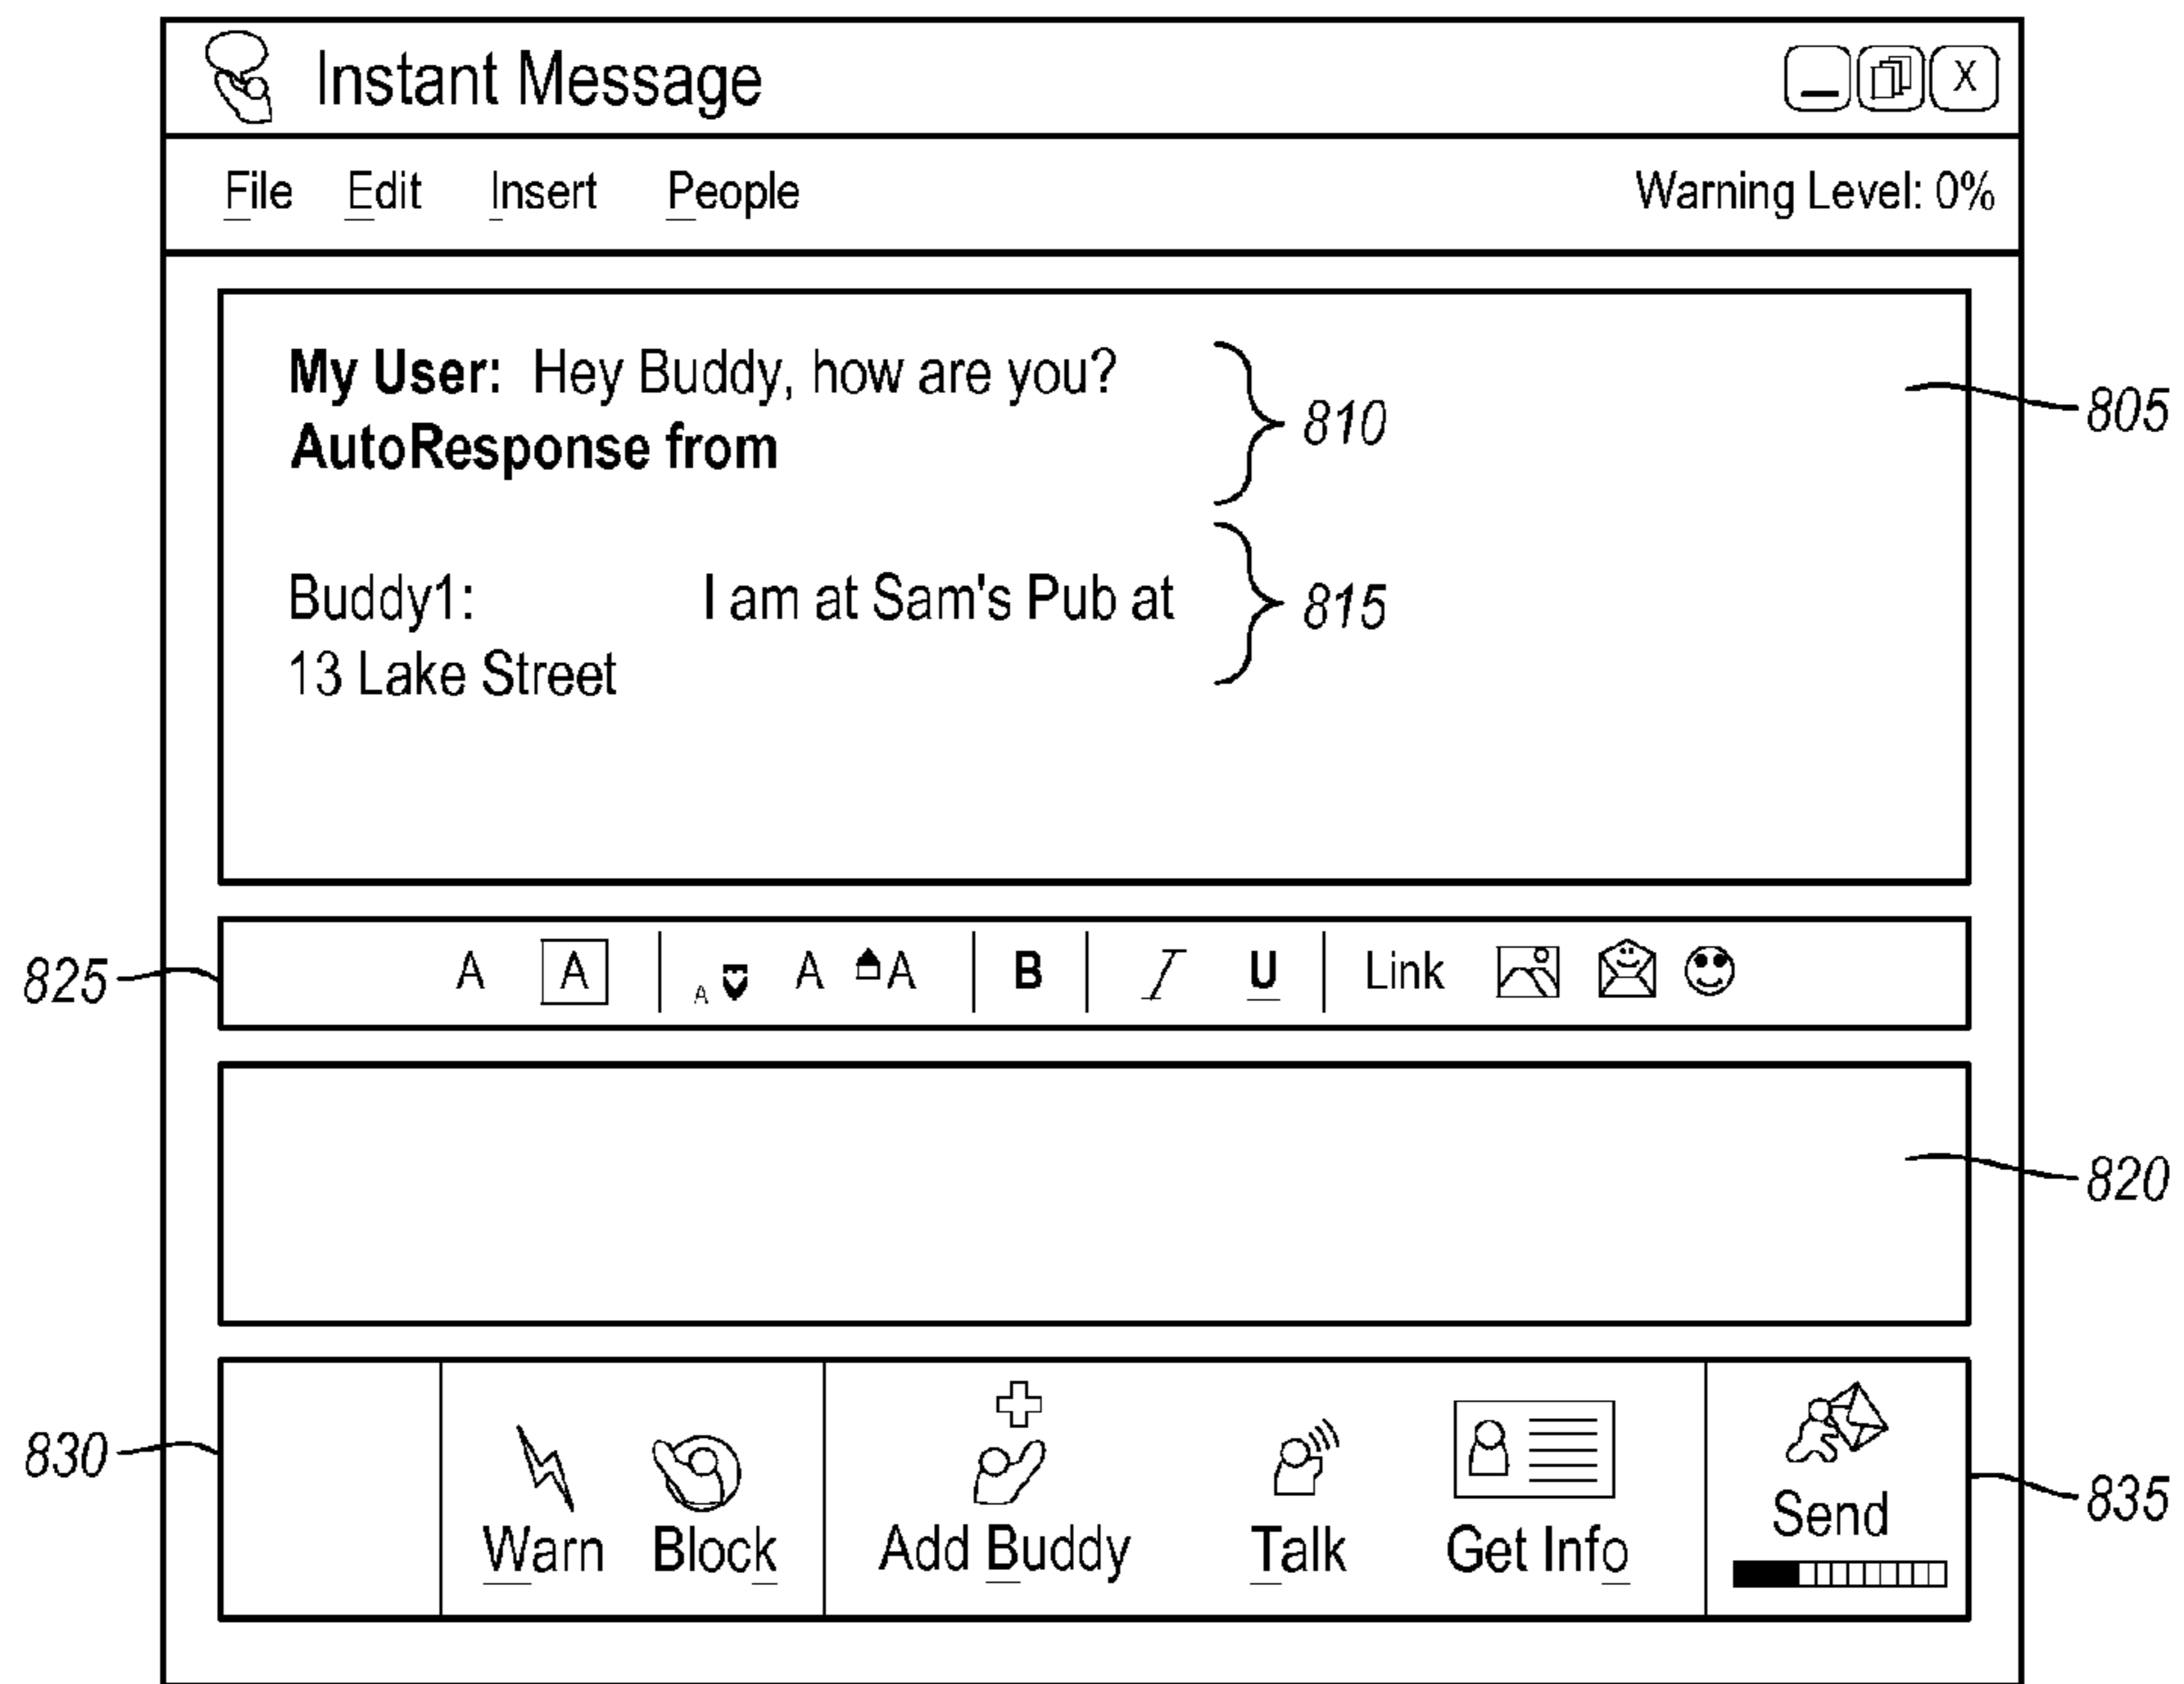 Instant Message X
File Edit Insert People Warning Level: 0%
My User: Hey Buddy, how are you?
AutoResponse from
810
805
Buddy1: I am at Sam's Pub at
13 Lake Street
815
825
A A A A A B I U Link
820
830
Warn Block Add Buddy Talk Get Info Send
835